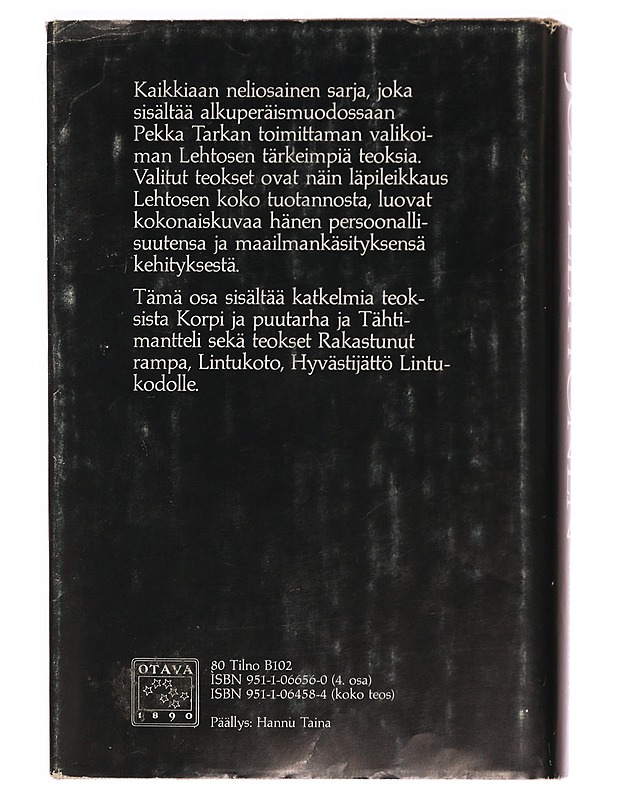 Kaikkiaan neliosainen sarja, joka
sisältää alkuperäismuodossaan
Pekka Tarkan toimittaman valikoi-
man Lehtosen tärkeimpiä teoksia.
Valitut teokset ovat näin läpileikkaus
Lehtosen koko tuotannosta, luovat
kokonaiskuvaa hänen persoonalli-
suutensa ja maailmankäsityksensä
kehityksestä.
Tämä osa sisältää katkelmia teok-
sista Korpi ja puutarha ja Tähti-
mantteli sekä teokset Rakastunut
rampa, Lintukoto, Hyvästijättö Lintu-
kodolle.
OTAVA
1890
80 Tilno B102
ISBN 951-1-06656-0 (4. osa)
ISBN 951-1-06458-4 (koko teos)
Päällys: Hannu Taina